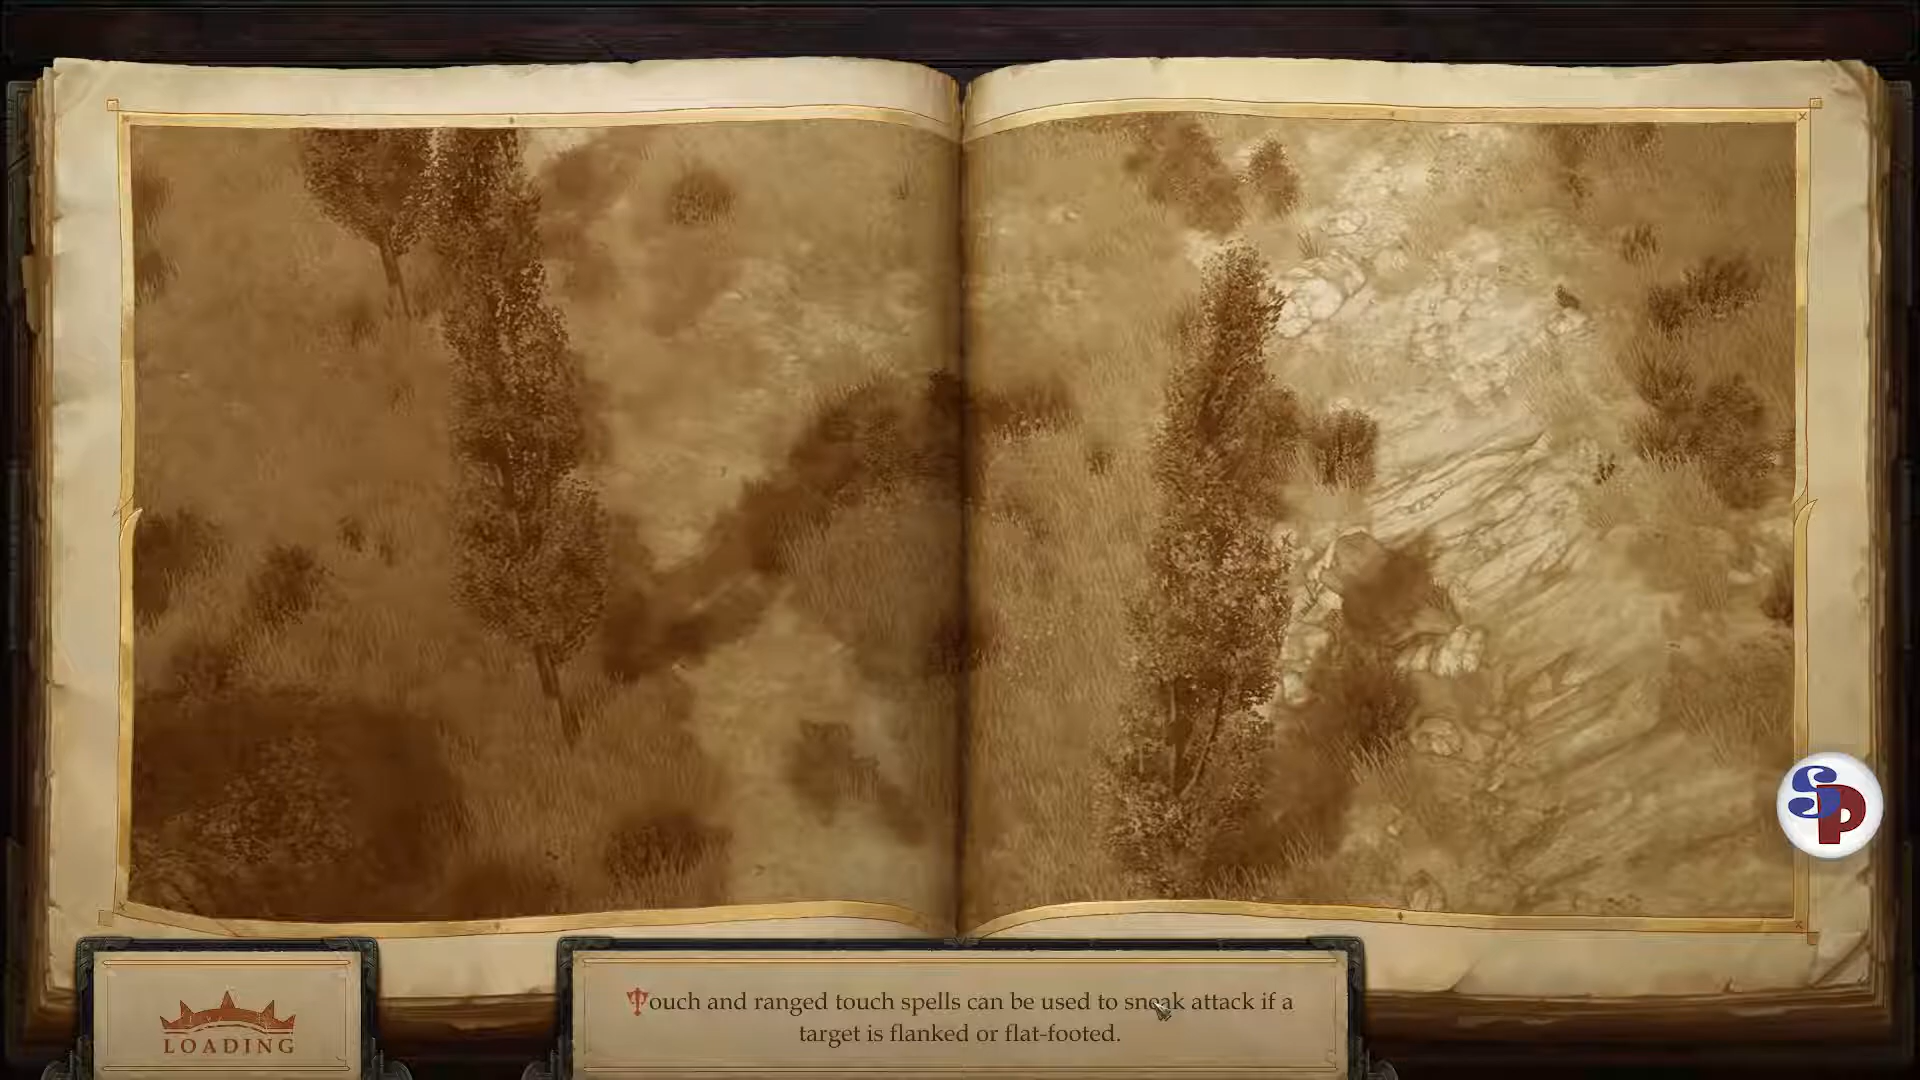 SP
LOADING
Touch and ranged touch spells can be used to sneak attack if a
target is flanked or flat-footed.